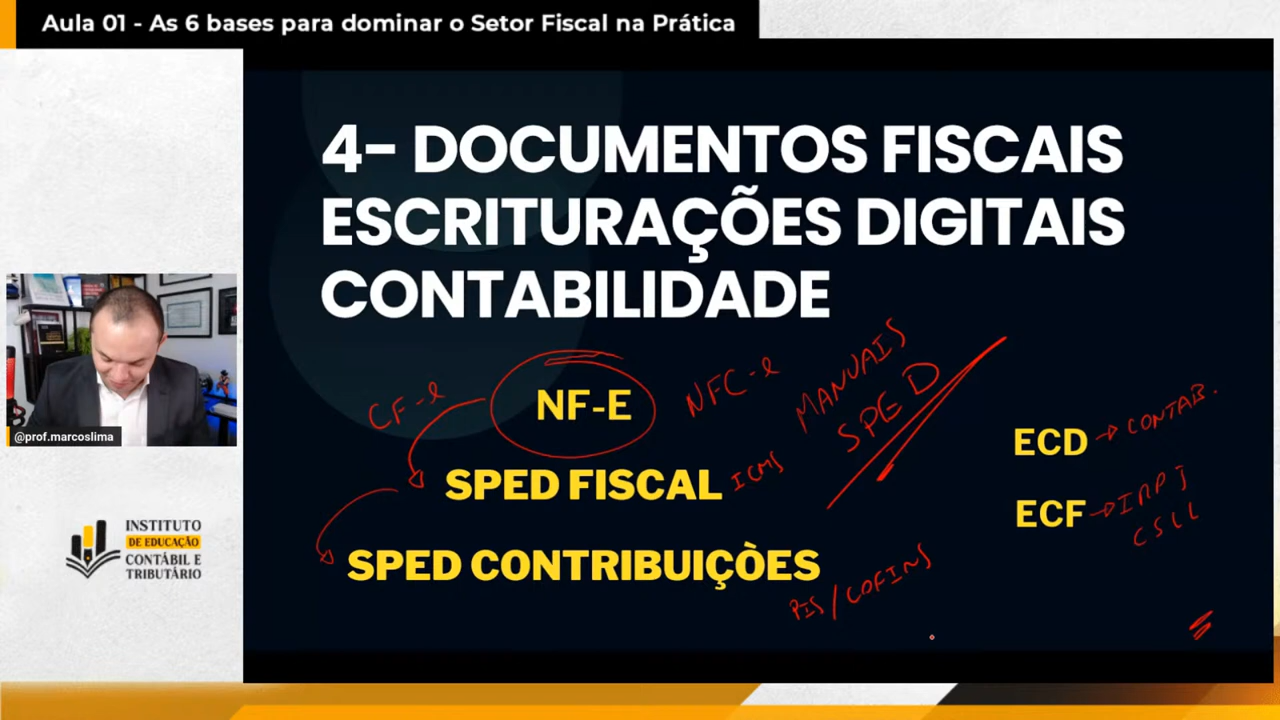 Aula 01 - As 6 bases para dominar o Setor Fiscal na Prática
4- DOCUMENTOS FISCAIS
ESCRITURAÇÕES DIGITAIS
CONTABILIDADE
CF-e
NF-E
NFC-e
MANUAIS
SPED
SPED FISCAL
ICMS
SPED CONTRIBUIÇÒES
PIS/COFINS
ECD
CONTAB.
ECF
IRPJ
CSLL
@prof.marcoslima
INSTITUTO
DE EDUCAÇÃO
CONTÁBIL E
TRIBUTÁRIO